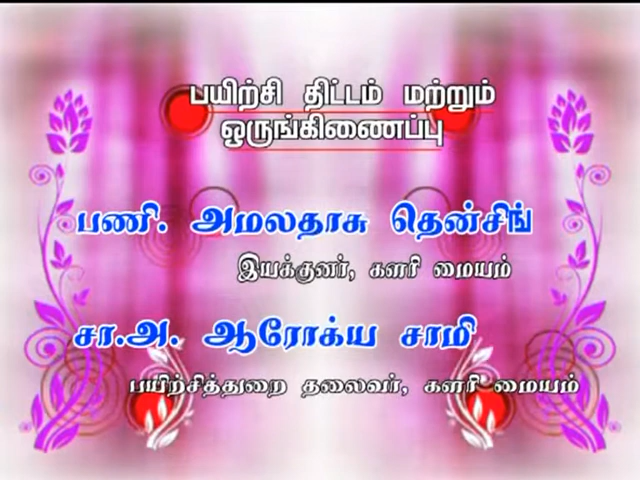 பயிற்சி திட்டம் மற்றும்
ஒருங்கிணைப்பு
பணி. அமலதாசு தென்சிங்
இயக்குனர், களரி மையம்
சா.அ. ஆரோக்ய சாமி
பயிற்சித்துறை தலைவர், களரி மையம்